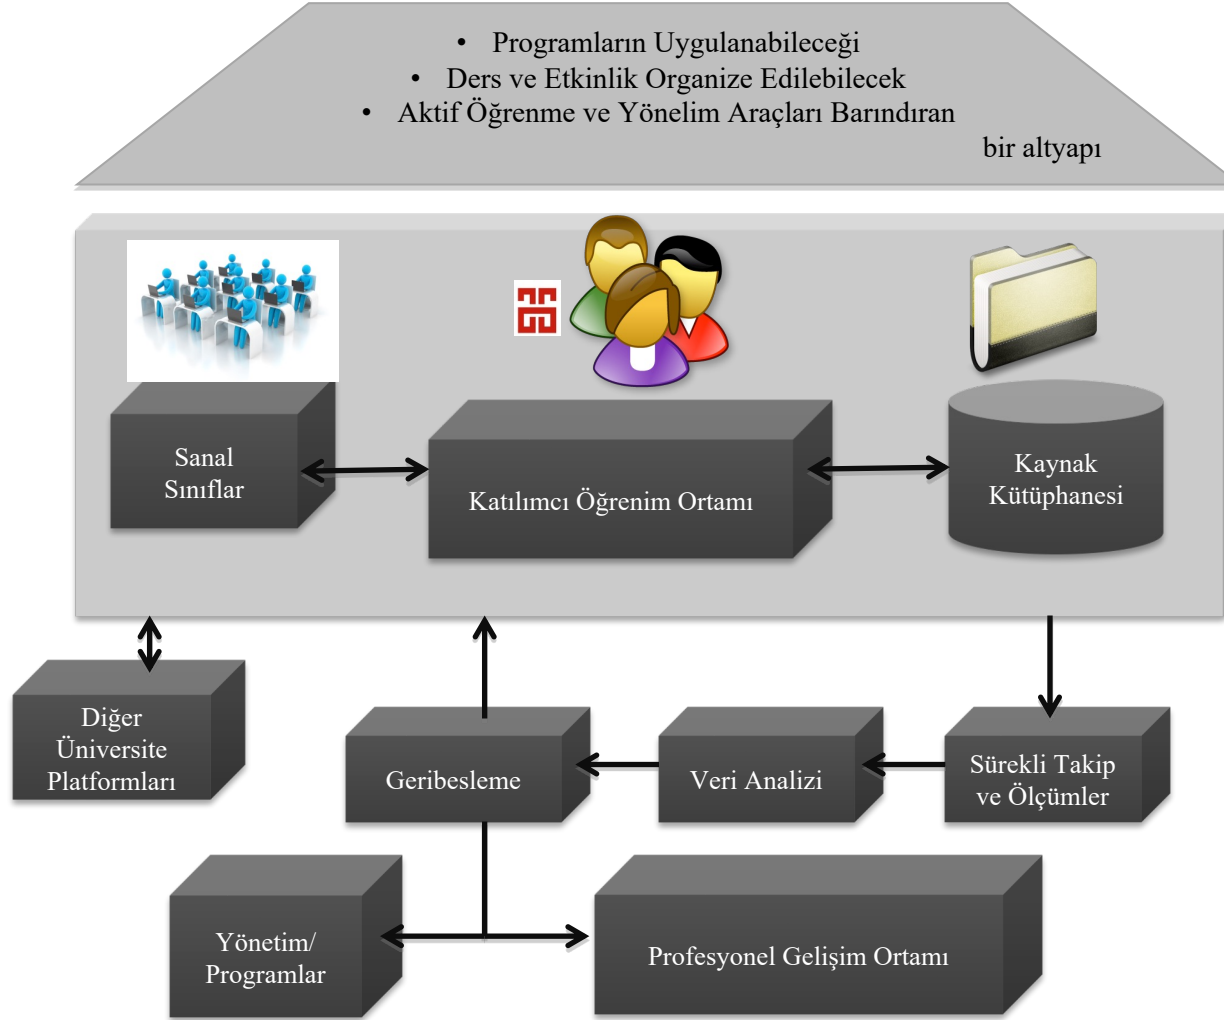 • Programların Uygulanabileceği
• Ders ve Etkinlik Organize Edilebilecek
• Aktif Öğrenme ve Yönelim Araçları Barındıran
bir altyapı
Sanal
Sınıflar
Katılımcı Öğrenim Ortamı
Kaynak
Kütüphanesi
Diğer
Üniversite
Platformları
Geribesleme
Veri Analizi
Sürekli Takip
ve Ölçümler
Yönetim/
Programlar
Profesyonel Gelişim Ortamı